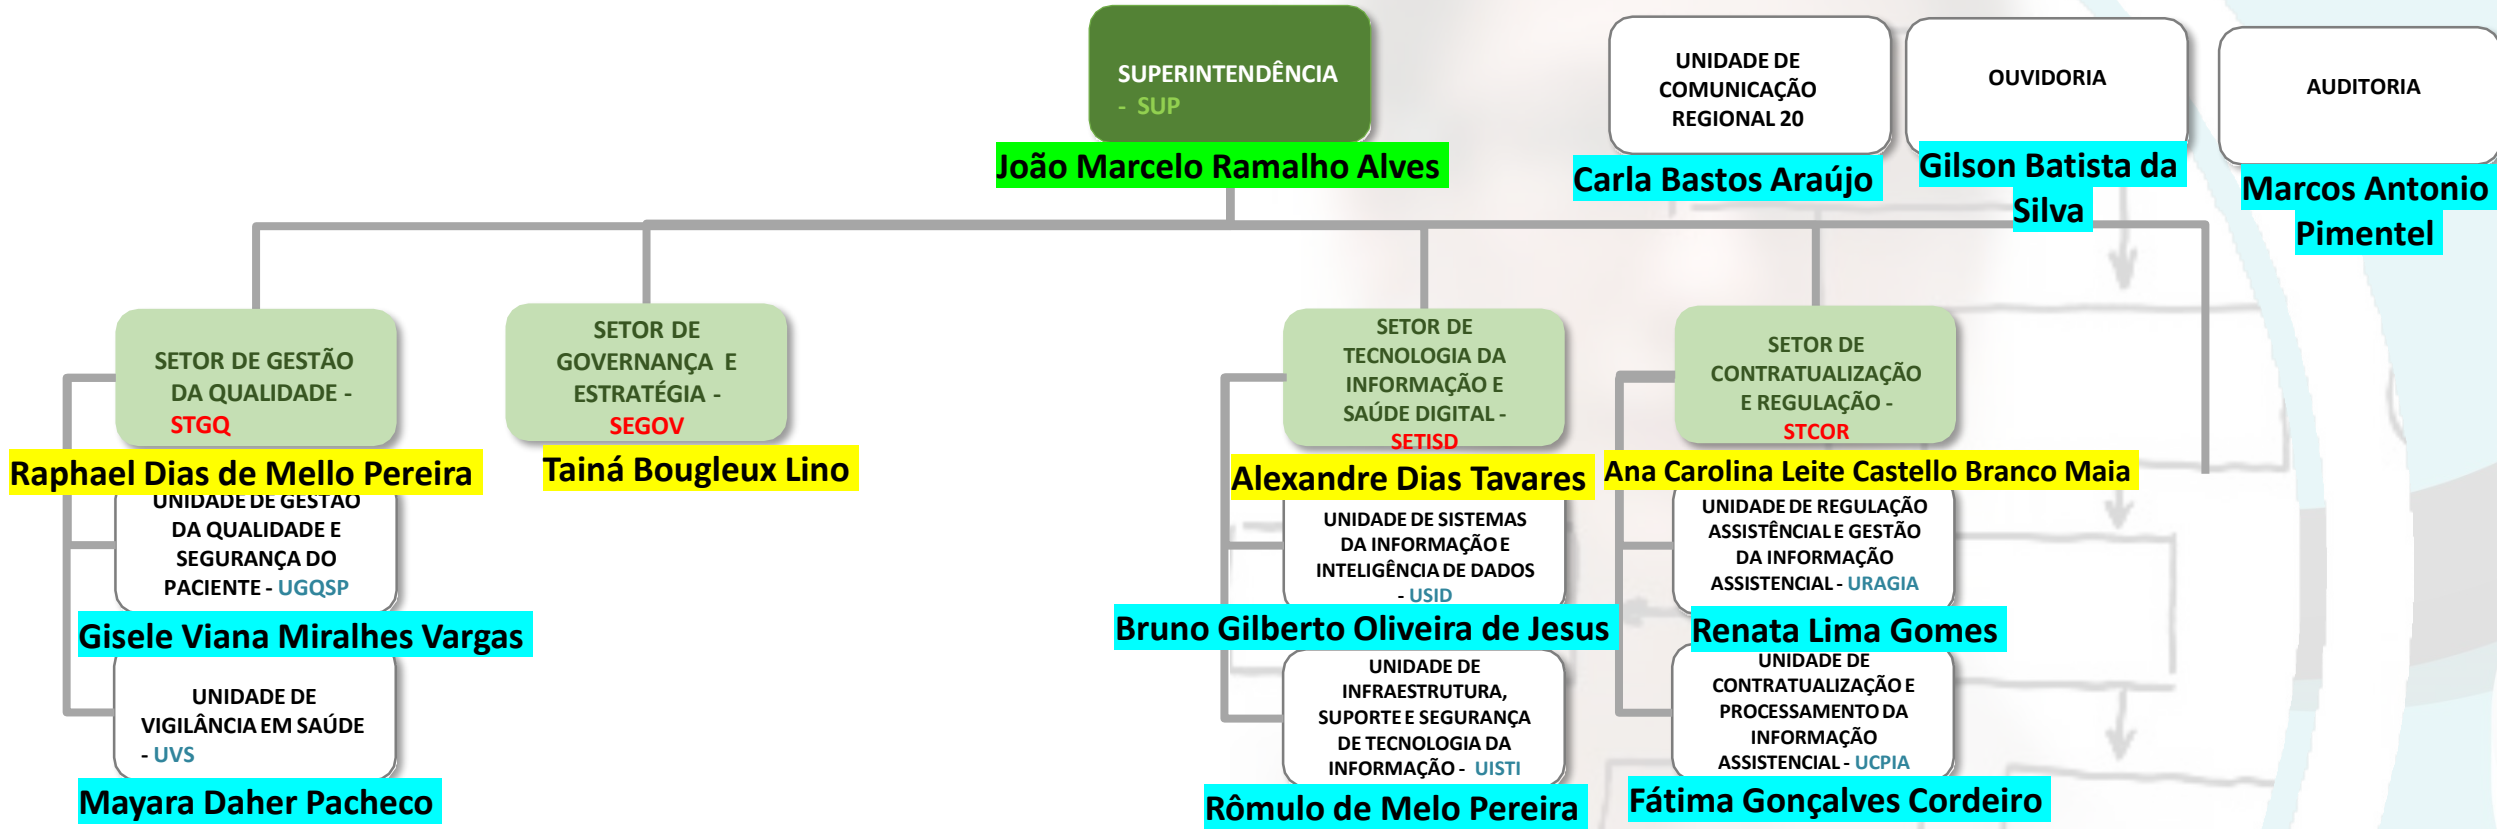 SUPERINTENDÊNCIA
- SUP
João Marcelo Ramalho Alves
UNIDADE DE
COMUNICAÇÃO
REGIONAL 20
Carla Bastos Araújo
OUVIDORIA
Gilson Batista da
Silva
AUDITORIA
Marcos Antonio
Pimentel
SETOR DE GESTÃO
DA QUALIDADE -
STGQ
Raphael Dias de Mello Pereira
UNIDADE DE GESTÃO
DA QUALIDADE E
SEGURANÇA DO
PACIENTE - UGQSP
Gisele Viana Miralhes Vargas
UNIDADE DE
VIGILÂNCIA EM SAÚDE
- UVS
Mayara Daher Pacheco
SETOR DE
GOVERNANÇA E
ESTRATÉGIA -
SEGOV
Tainá Bougleux Lino
SETOR DE
TECNOLOGIA DA
INFORMAÇÃO E
SAÚDE DIGITAL -
SETISD
Alexandre Dias Tavares
UNIDADE DE SISTEMAS
DA INFORMAÇÃO E
INTELIGÊNCIA DE DADOS
- USID
Bruno Gilberto Oliveira de Jesus
UNIDADE DE
INFRAESTRUTURA,
SUPORTE E SEGURANÇA
DE TECNOLOGIA DA
INFORMAÇÃO - UISTI
Rômulo de Melo Pereira
SETOR DE
CONTRATUALIZAÇÃO
E REGULAÇÃO -
STCOR
Ana Carolina Leite Castello Branco Maia
UNIDADE DE REGULAÇÃO
ASSISTÊNCIAL E GESTÃO
DA INFORMAÇÃO
ASSISTENCIAL - URAGIA
Renata Lima Gomes
UNIDADE DE
CONTRATUALIZAÇÃO E
PROCESSAMENTO DA
INFORMAÇÃO
ASSISTENCIAL - UCPIA
Fátima Gonçalves Cordeiro